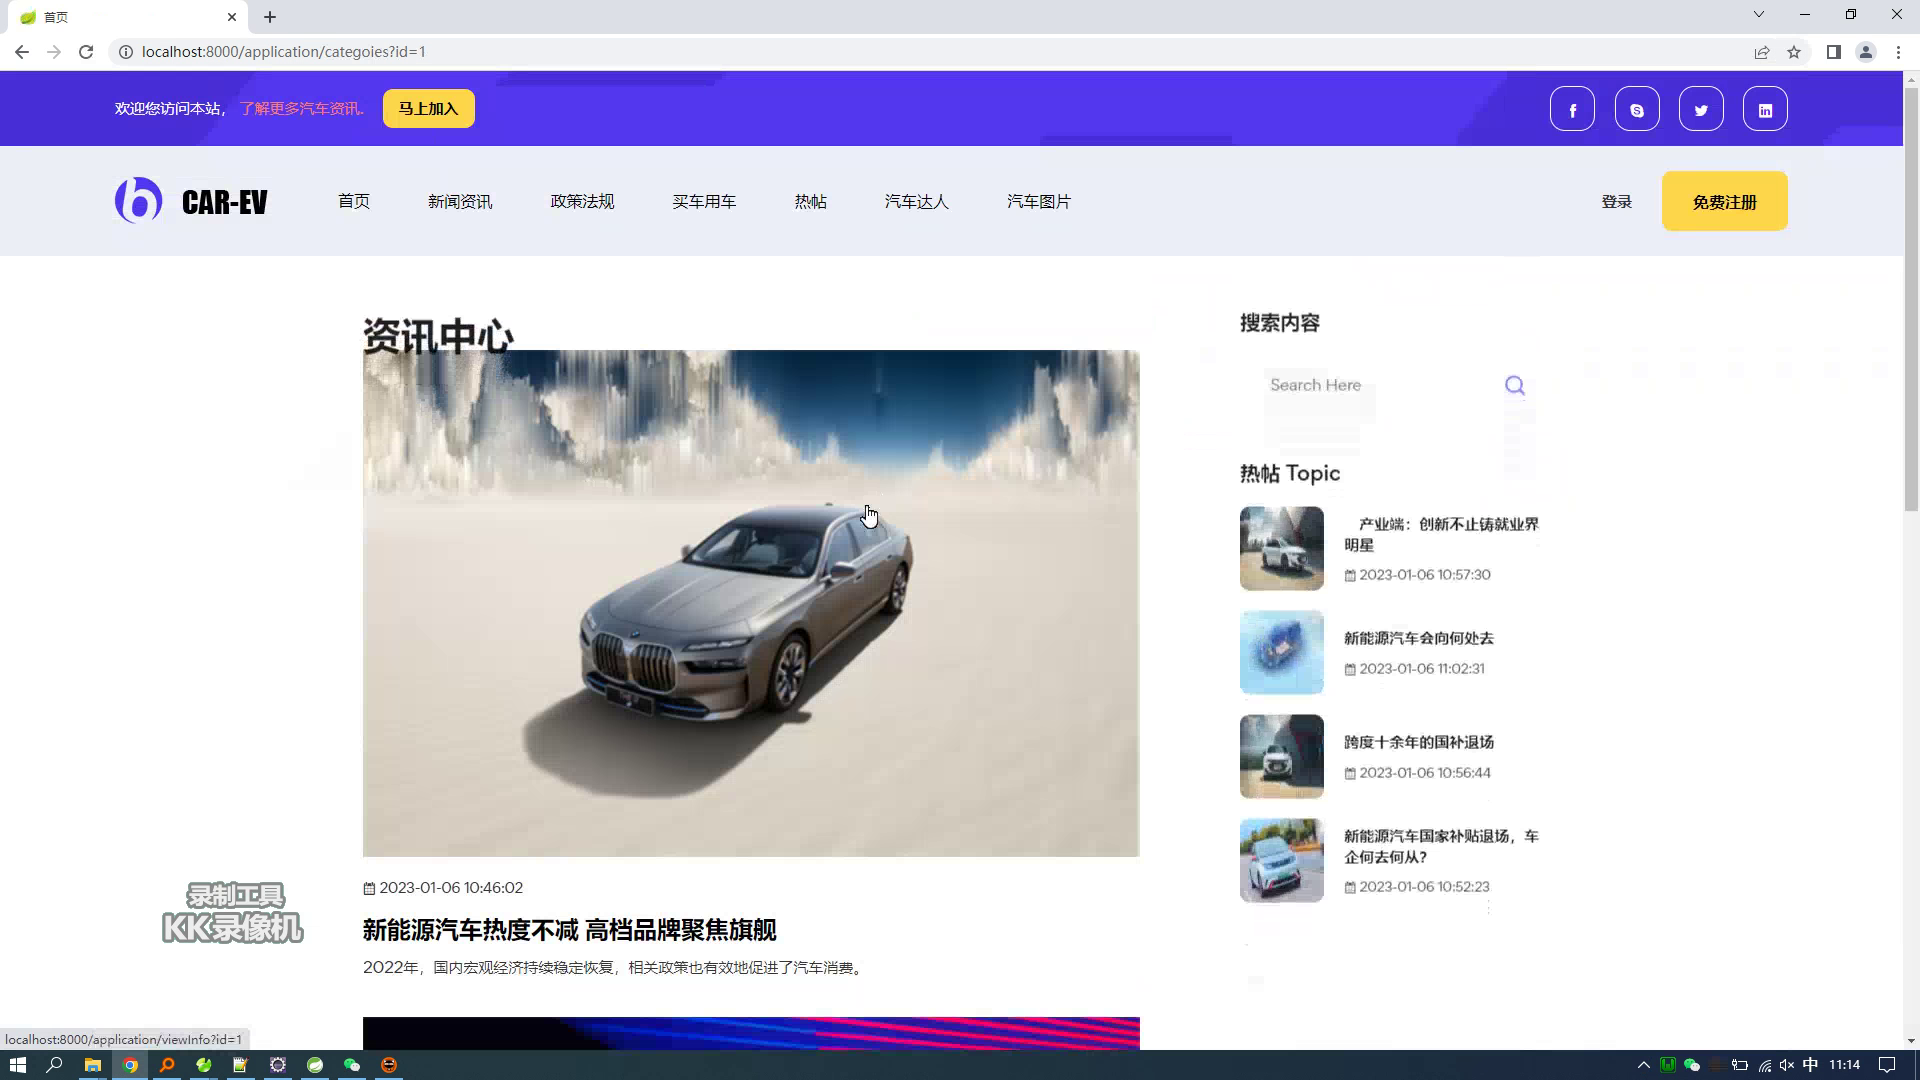 首页
localhost:8000/application/categoies?id=1
欢迎您访问本站，了解更多汽车资讯. 马上加入
CAR-EV 首页 新闻资讯 政策法规 买车用车 热帖 汽车达人 汽车图片 登录 免费注册
资讯中心
搜索内容
Search Here
热帖 Topic
产业端：创新不止铸就业界
明星
2023-01-06 10:57:30
新能源汽车会向何处去
2023-01-06 11:02:31
跨度十余年的国补退场
2023-01-06 10:56:44
新能源汽车国家补贴退场，车
企何去何从?
2023-01-06 10:52:23
2023-01-06 10:46:02
新能源汽车热度不减 高档品牌聚焦旗舰
2022年，国内宏观经济持续稳定恢复，相关政策也有效地促进了汽车消费。
录制工具
KK录像机
localhost:8000/application/viewInfo?id=1
中 11:14